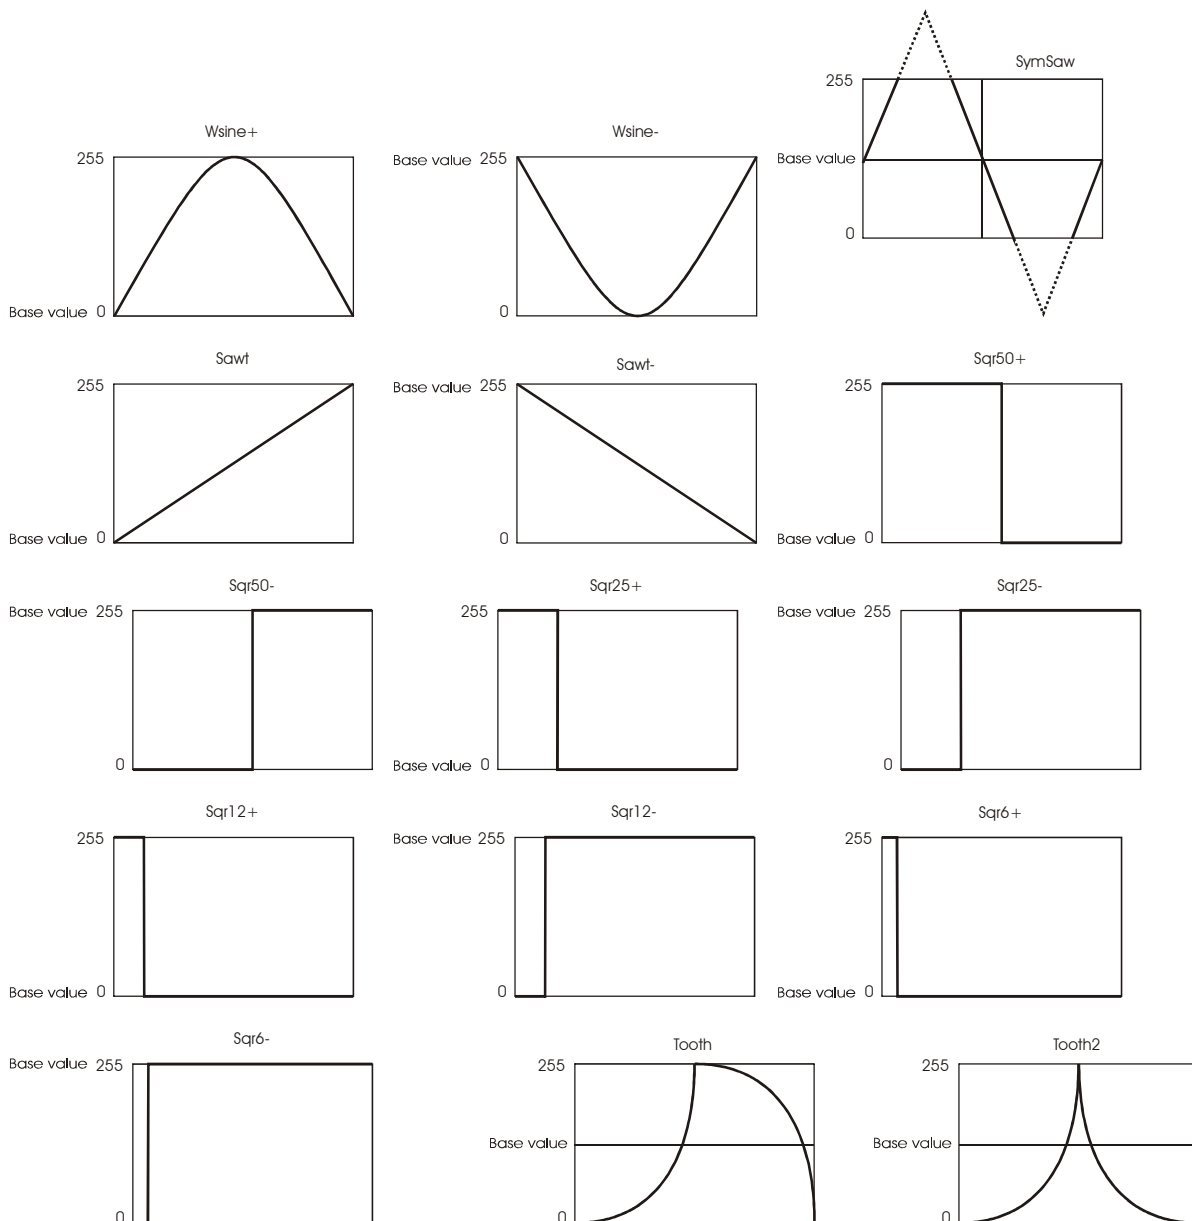 SymSaw
255
Base value
0
Wsine+
255
Base value 0
Wsine-
Base value 255
0
Sawt
255
Base value 0
Sawt-
Base value 255
0
Sqr50+
255
Base value 0
Sqr50-
Base value 255
0
Sqr25+
255
Base value 0
Sqr25-
Base value 255
0
Sqr12+
255
Base value 0
Sqr12-
Base value 255
0
Sqr6+
255
Base value 0
Sqr6-
Base value 255
0
Tooth
255
Base value
0
Tooth2
255
Base value
0